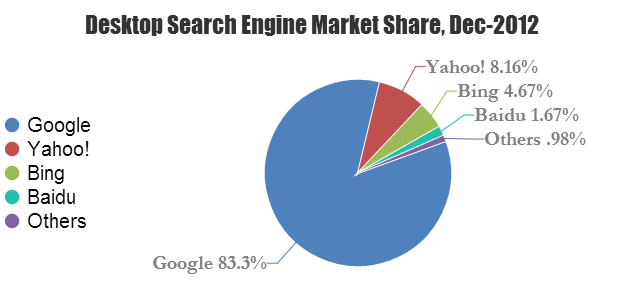 Desktop Search Engine Market Share, Dec-2012
Google
Yahoo!
Bing
Baidu
Others
Yahoo! 8.16%
Bing 4.67%
Baidu 1.67%
Others .98%
Google 83.3%